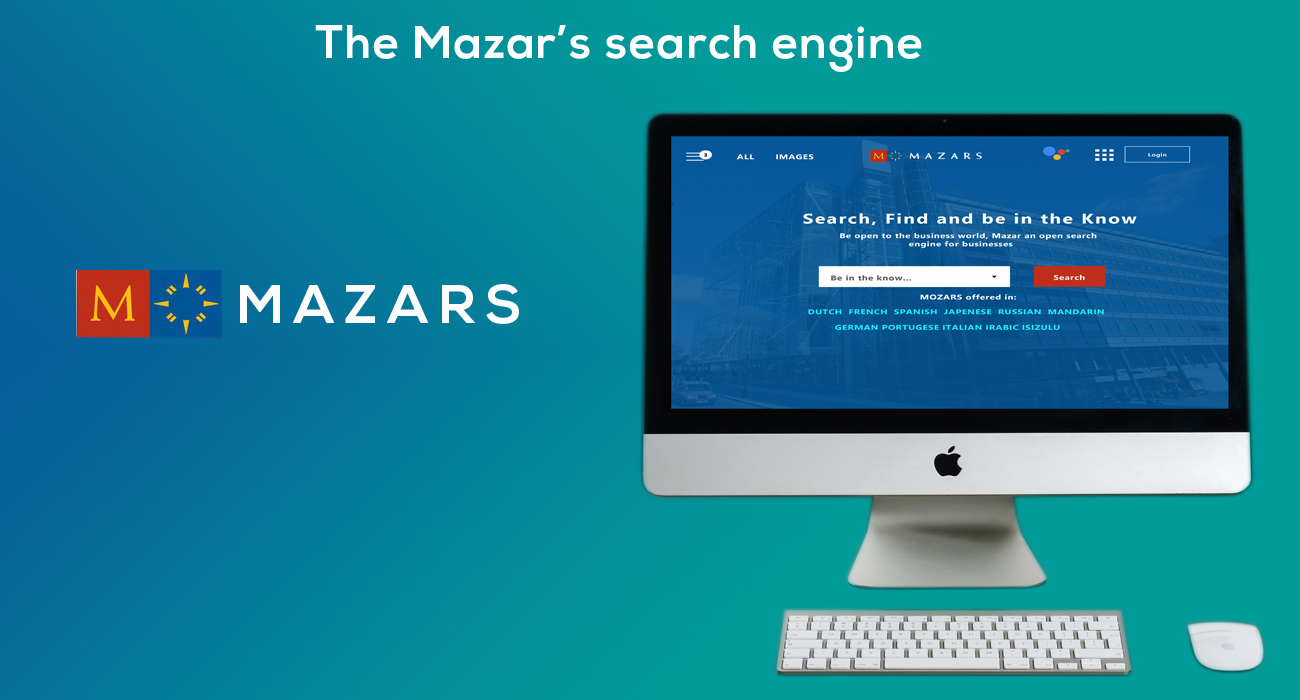 The Mazar’s search engine
M MAZARS
3
ALL IMAGES
M MAZARS
Login
Search, Find and be in the Know
Be open to the business world, Mazar an open search
engine for businesses
Be in the know...
Search
MOZARS offered in:
DUTCH FRENCH SPANISH JAPENESE RUSSIAN MANDARIN
GERMAN PORTUGESE ITALIAN IRABIC ISIZULU